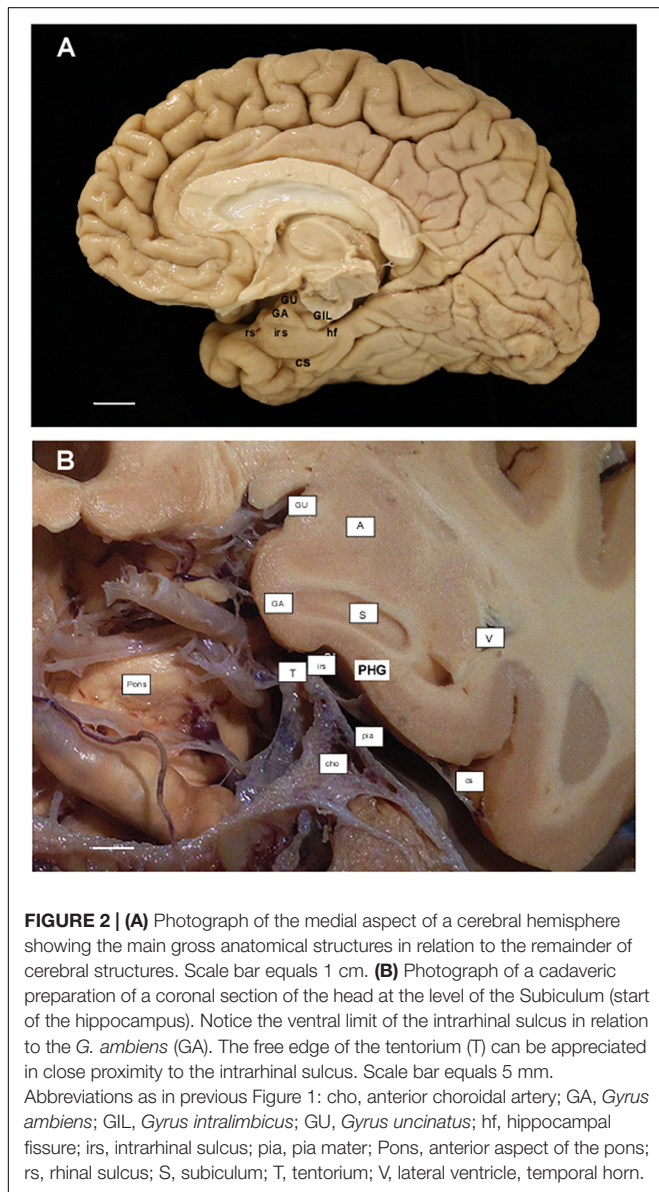 A
GU
GA GIL
rs irs hf
cs
B
GU
A
GA
S
V
irs
T PHG
Pons
pia
cho
cs
FIGURE 2 | (A) Photograph of the medial aspect of a cerebral hemisphere
showing the main gross anatomical structures in relation to the remainder of
cerebral structures. Scale bar equals 1 cm. (B) Photograph of a cadaveric
preparation of a coronal section of the head at the level of the Subiculum (start
of the hippocampus). Notice the ventral limit of the intrarhinal sulcus in relation
to the G. ambiens (GA). The free edge of the tentorium (T) can be appreciated
in close proximity to the intrarhinal sulcus. Scale bar equals 5 mm.
Abbreviations as in previous Figure 1: cho, anterior choroidal artery; GA, Gyrus
ambiens; GIL, Gyrus intralimbicus; GU, Gyrus uncinatus; hf, hippocampal
fissure; irs, intrarhinal sulcus; pia, pia mater; Pons, anterior aspect of the pons;
rs, rhinal sulcus; S, subiculum; T, tentorium; V, lateral ventricle, temporal horn.